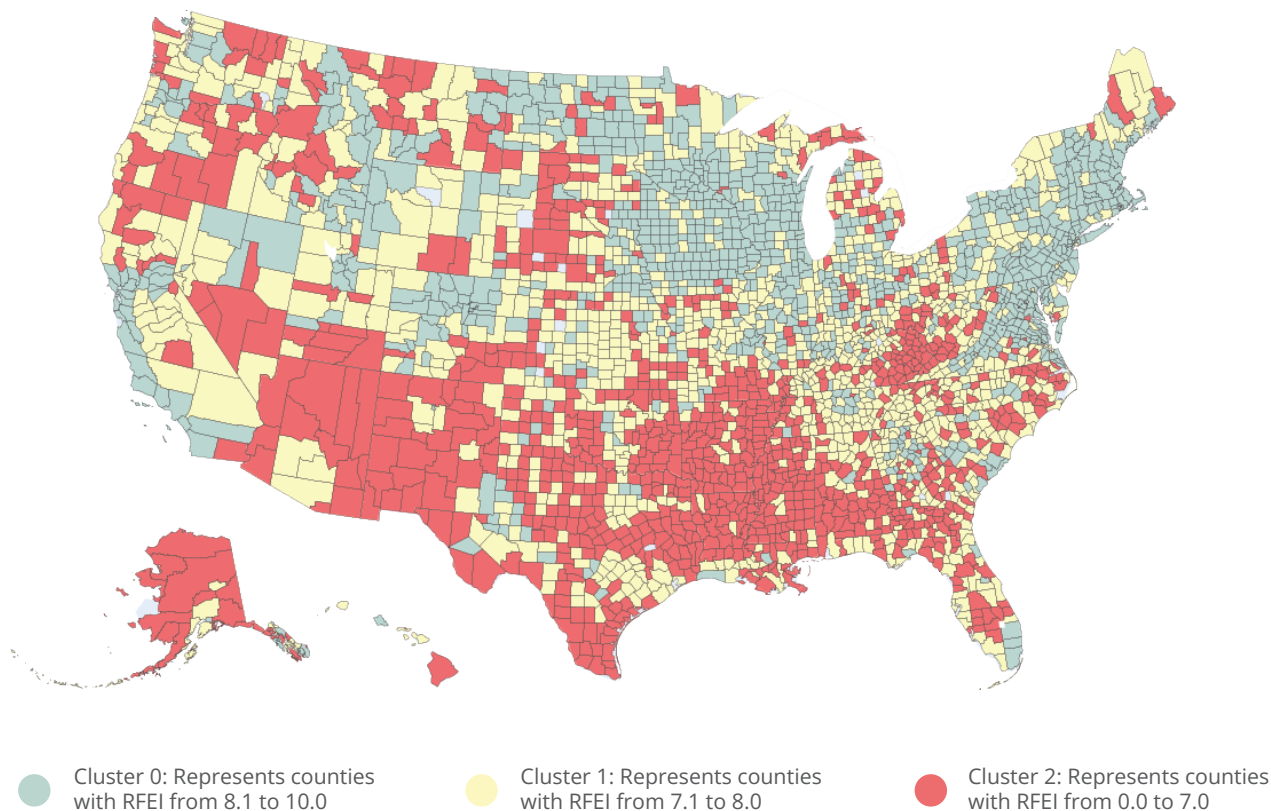 Cluster 0: Represents counties
with RFEI from 8.1 to 10.0
Cluster 1: Represents counties
with RFEI from 7.1 to 8.0
Cluster 2: Represents counties
with RFEI from 0.0 to 7.0